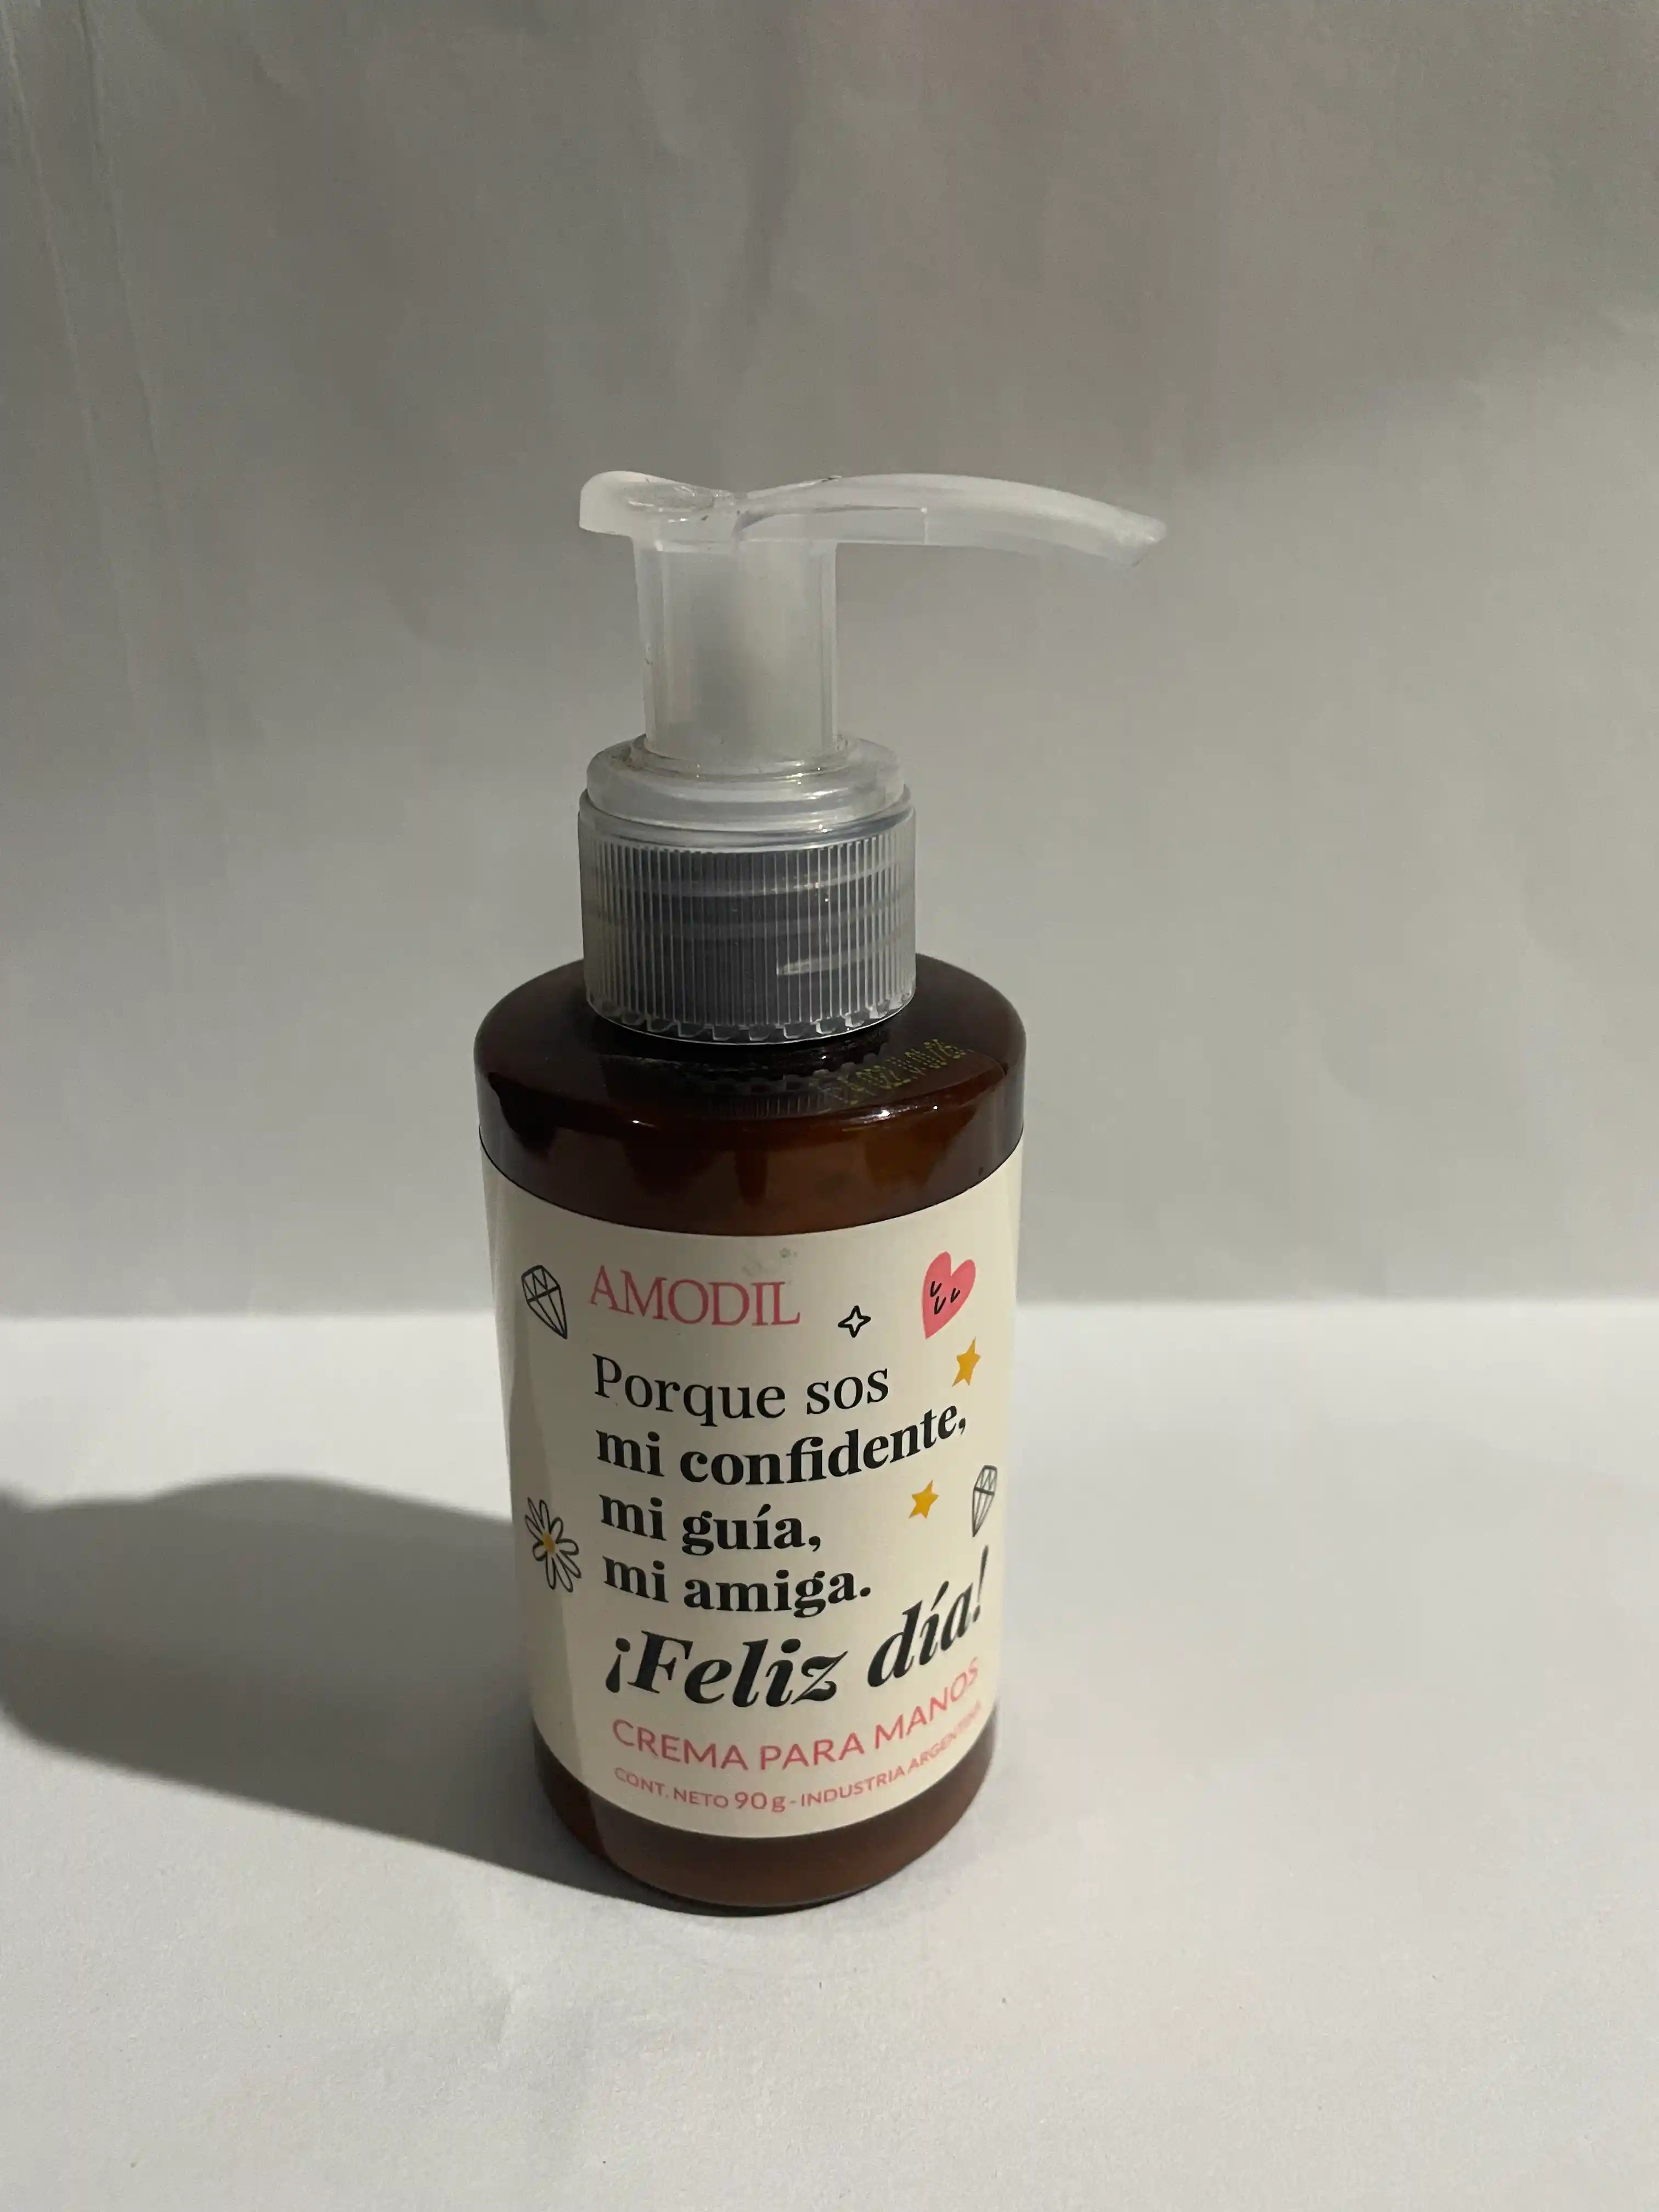 AMODIL
Porque sos
mi confidente,
mi guía,
mi amiga.
¡Feliz día!
CREMA PARA MANOS
CONT. NETO 90 g - INDUSTRIA ARGENTINA